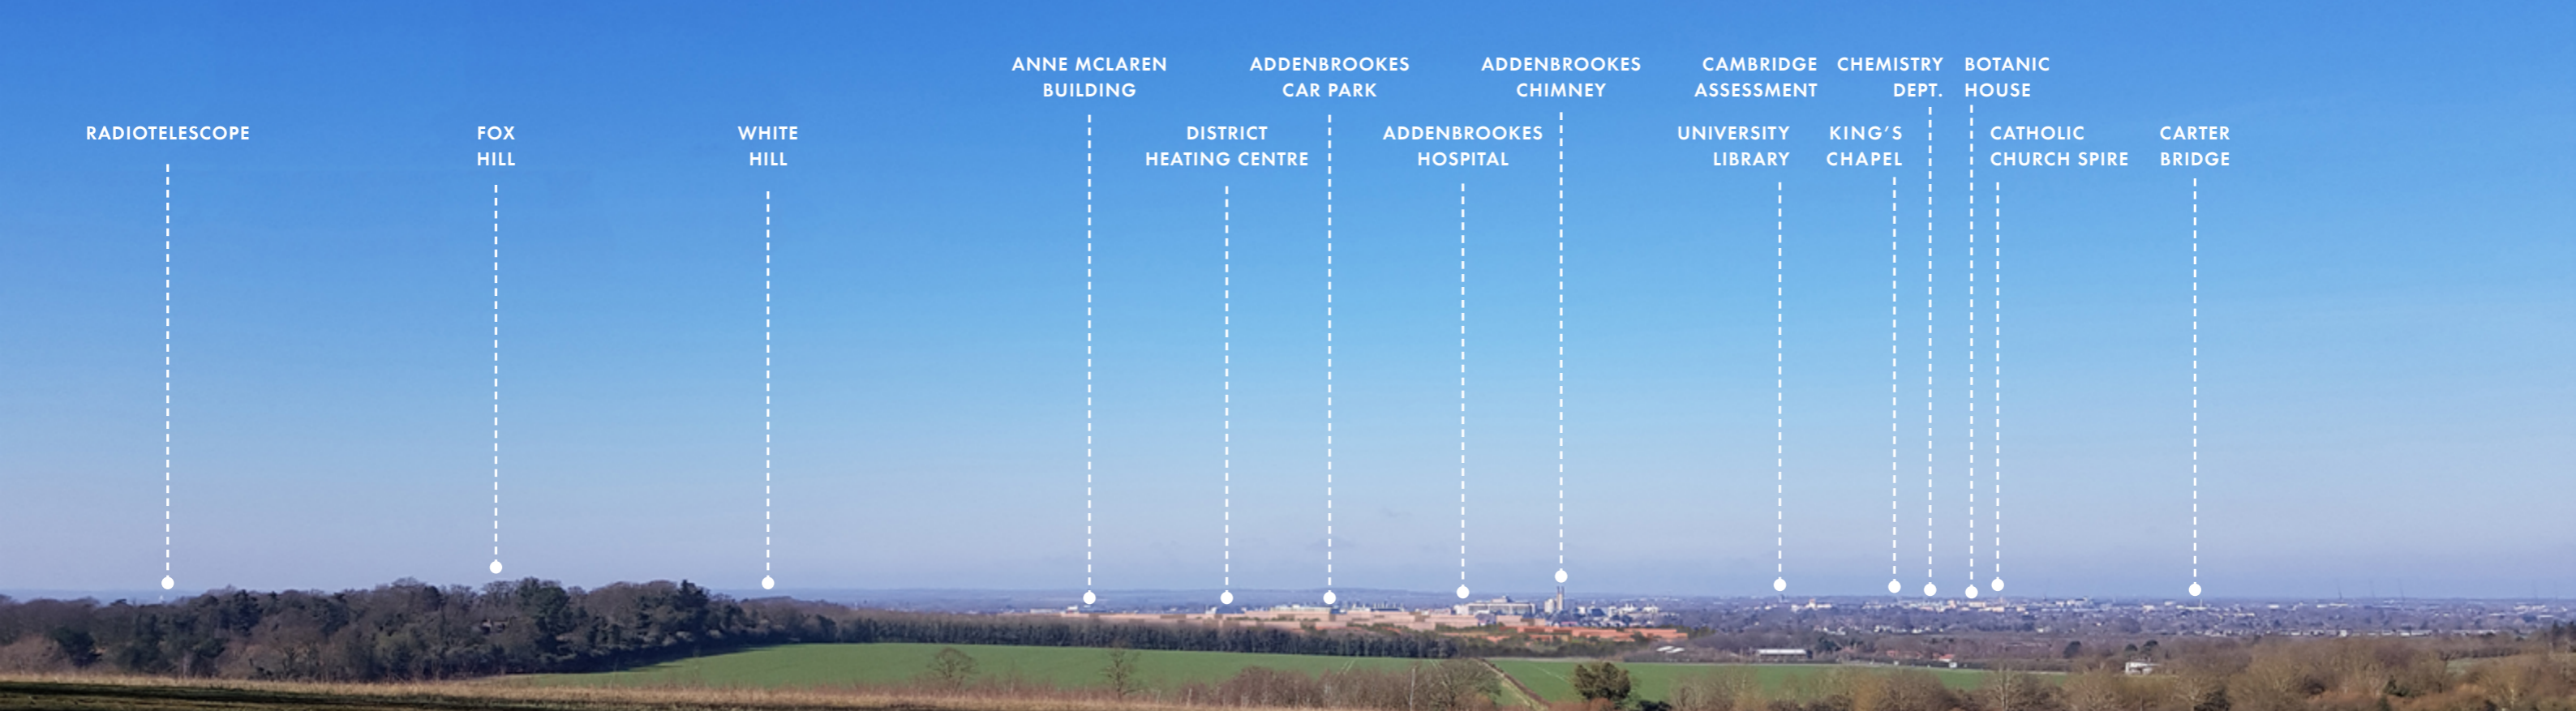 RADIOTELESCOPE
FOX
HILL
WHITE
HILL
ANNE MCLAREN
BUILDING
DISTRICT
HEATING CENTRE
ADDENBROOKES
CAR PARK
ADDENBROOKES
HOSPITAL
ADDENBROOKES
CHIMNEY
UNIVERSITY
LIBRARY
CAMBRIDGE
ASSESSMENT
KING'S
CHAPEL
CHEMISTRY
DEPT.
BOTANIC
HOUSE
CATHOLIC
CHURCH SPIRE
CARTER
BRIDGE